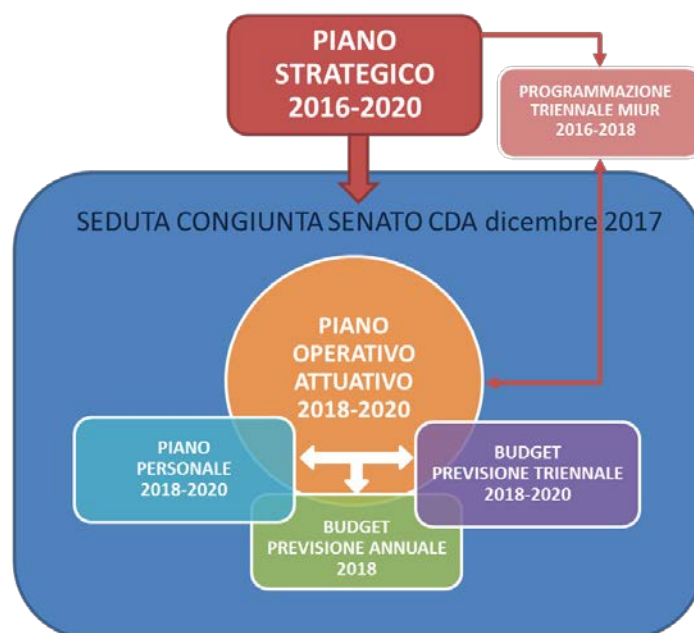 PIANO
STRATEGICO
2016-2020
PROGRAMMAZIONE
TRIENNALE MIUR
2016-2018
SEDUTA CONGIUNTA SENATO CDA dicembre 2017
PIANO
OPERATIVO
ATTUATIVO
2018-2020
PIANO
PERSONALE
2018-2020
BUDGET
PREVISIONE TRIENNALE
2018-2020
BUDGET
PREVISIONE ANNUALE
2018